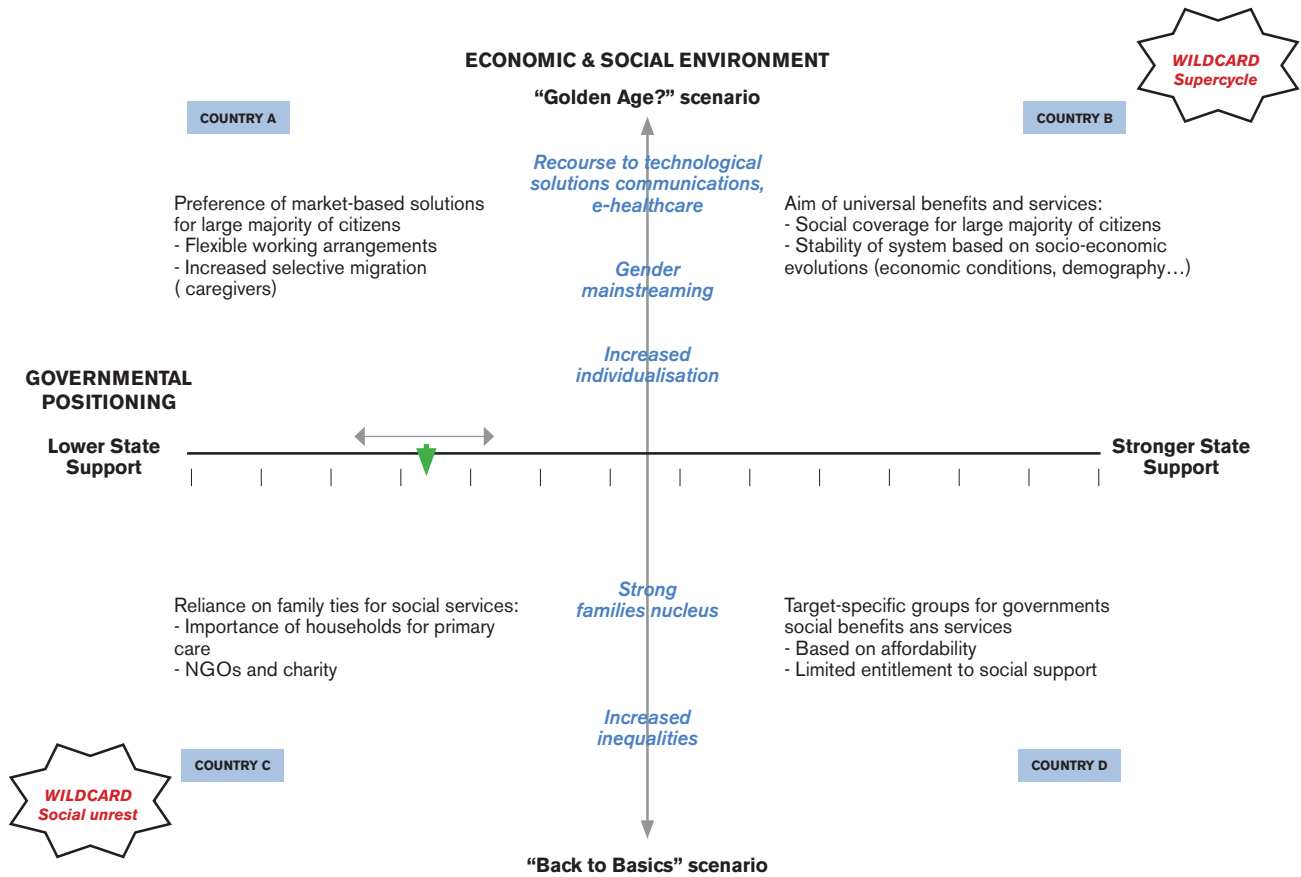 ECONOMIC & SOCIAL ENVIRONMENT
“Golden Age?” scenario
WILDCARD
Supercycle
COUNTRY A
COUNTRY B
Recourse to technological
solutions communications,
e-healthcare
Preference of market-based solutions
for large majority of citizens
- Flexible working arrangements
- Increased selective migration
( caregivers)
Aim of universal benefits and services:
- Social coverage for large majority of citizens
- Stability of system based on socio-economic
evolutions (economic conditions, demography…)
Gender
mainstreaming
Increased
individualisation
GOVERNMENTAL
POSITIONING
Lower State
Support
Stronger State
Support
Strong
families nucleus
Reliance on family ties for social services:
- Importance of households for primary
care
- NGOs and charity
Target-specific groups for governments
social benefits ans services
- Based on affordability
- Limited entitlement to social support
Increased
inequalities
COUNTRY C
COUNTRY D
WILDCARD
Social unrest
“Back to Basics” scenario